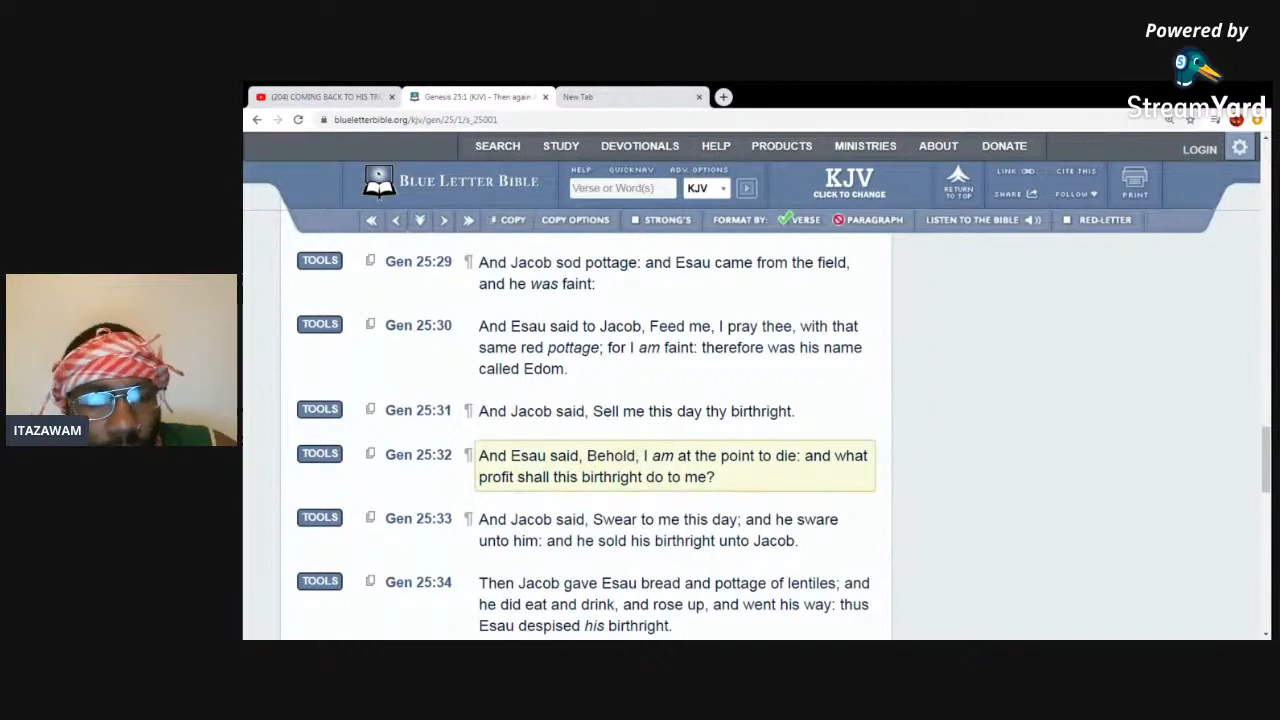 Powered by
StreamYard
(204) COMING BACK TO HIS TR
Genesis 25:1 (KJV) - Then again
New Tab
blueletterbible.org/kjv/gen/25/1/s_25001
SEARCH STUDY DEVOTIONALS HELP PRODUCTS MINISTRIES ABOUT DONATE LOGIN
BLUE LETTER BIBLE
HELP QUICKNAV ADV. OPTIONS
Verse or Word(s) KJV
KJV
CLICK TO CHANGE
RETURN
TO TOP
LINK CITE THIS
SHARE FOLLOW
PRINT
COPY COPY OPTIONS STRONG'S FORMAT BY: VERSE PARAGRAPH LISTEN TO THE BIBLE RED-LETTER
TOOLS Gen 25:29 ¶ And Jacob sod pottage: and Esau came from the field,
and he was faint:
TOOLS Gen 25:30 And Esau said to Jacob, Feed me, I pray thee, with that
same red pottage; for I am faint: therefore was his name
called Edom.
TOOLS Gen 25:31 ¶ And Jacob said, Sell me this day thy birthright.
TOOLS Gen 25:32 ¶ And Esau said, Behold, I am at the point to die: and what
profit shall this birthright do to me?
TOOLS Gen 25:33 ¶ And Jacob said, Swear to me this day; and he sware
unto him: and he sold his birthright unto Jacob.
TOOLS Gen 25:34 Then Jacob gave Esau bread and pottage of lentiles; and
he did eat and drink, and rose up, and went his way: thus
Esau despised his birthright.
ITAZAWAM